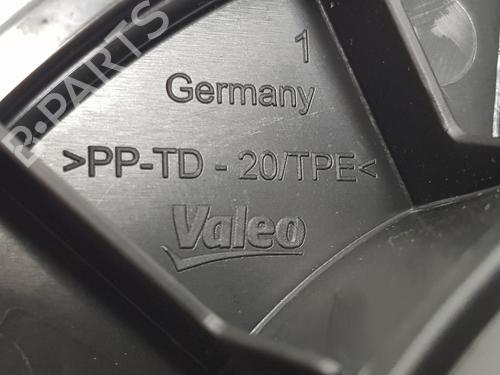 1
Germany
>PP-TD - 20/TPE<
Valeo
B-PARTS